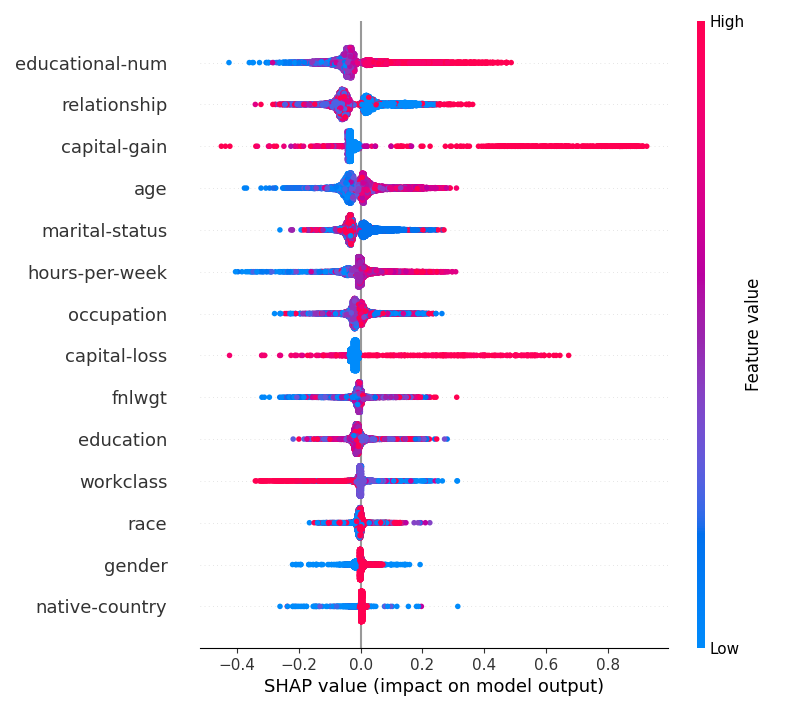 High
educational-num
relationship
capital-gain
age
marital-status
hours-per-week
occupation
capital-loss
fnlwgt
education
workclass
race
gender
native-country
Feature value
Low
−0.4 −0.2 0.0 0.2 0.4 0.6 0.8
SHAP value (impact on model output)